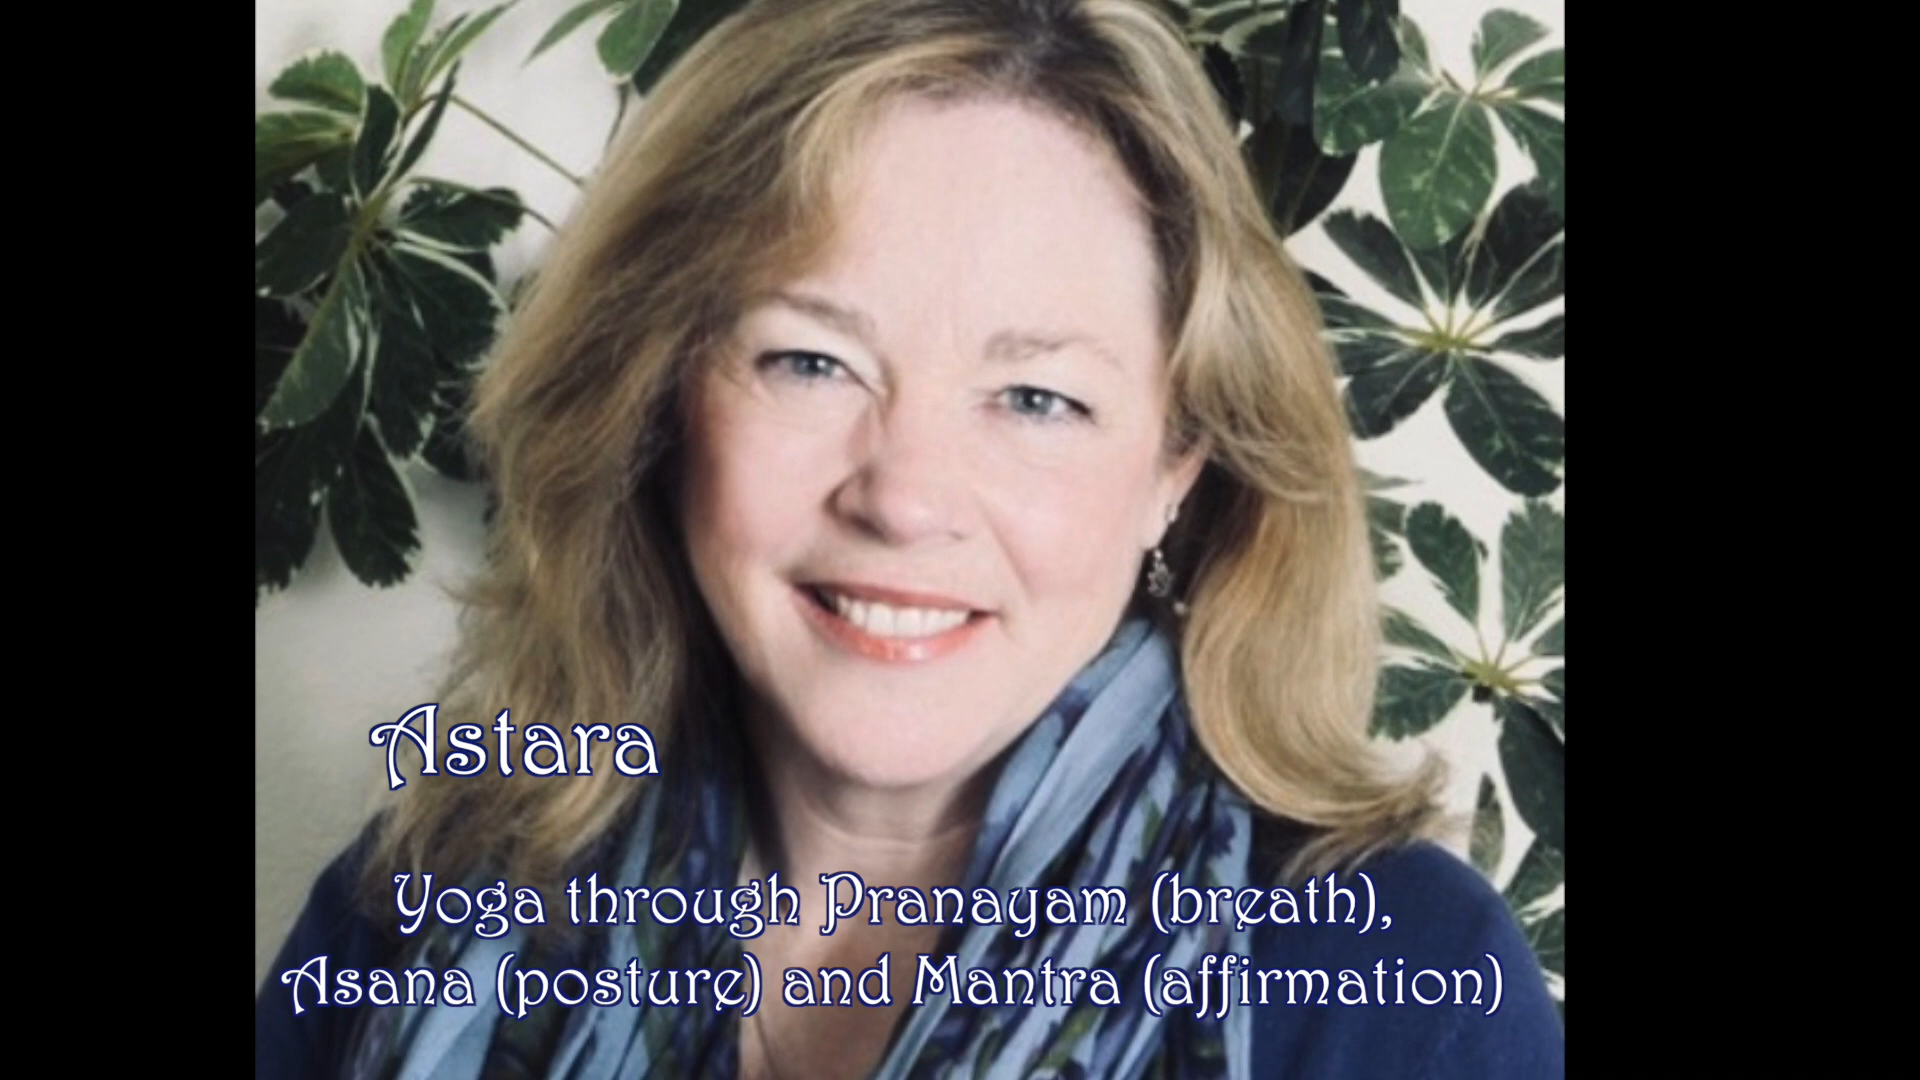 Astara
Yoga through Pranayam (breath),
Asana (posture) and Mantra (affirmation)